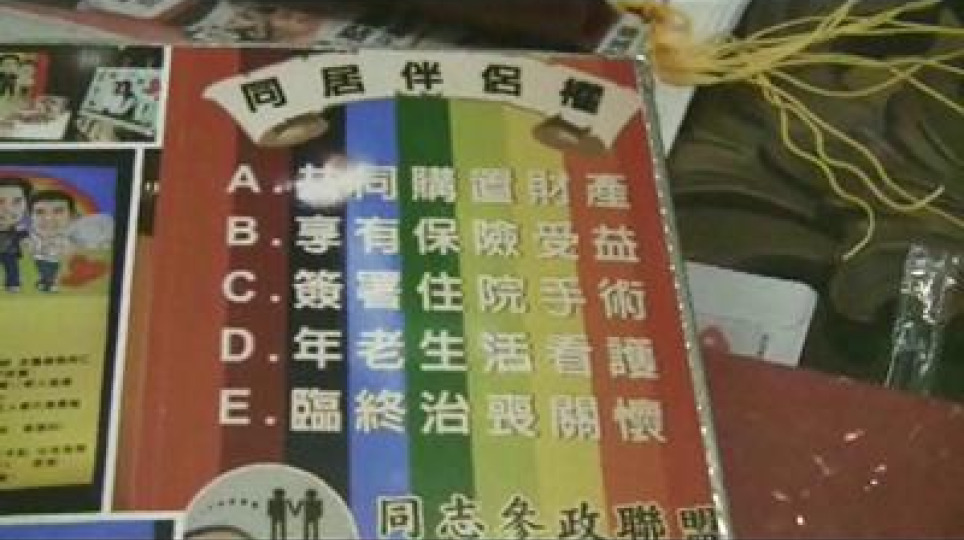 同居伴侶權
A.共同購置財產
B.享有保險受益
C.簽署住院手術
D.年老生活看護
E.臨終治喪關懷
同志參政聯盟